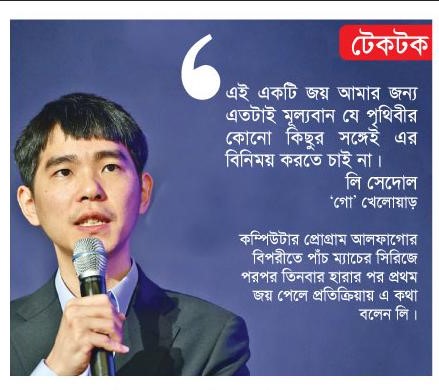 টেকটক
‘
এই একটি জয় আমার জন্য
এতটাই মূল্যবান যে পৃথিবীর
কোনো কিছুর সঙ্গেই এর
বিনিময় করতে চাই না।
লি সেদোল
‘গো’ খেলোয়াড়
কম্পিউটার প্রোগ্রাম আলফাগোর
বিপরীতে পাঁচ ম্যাচের সিরিজে
পরপর তিনবার হারার পর প্রথম
জয় পেলে প্রতিক্রিয়ায় এ কথা
বলেন লি।